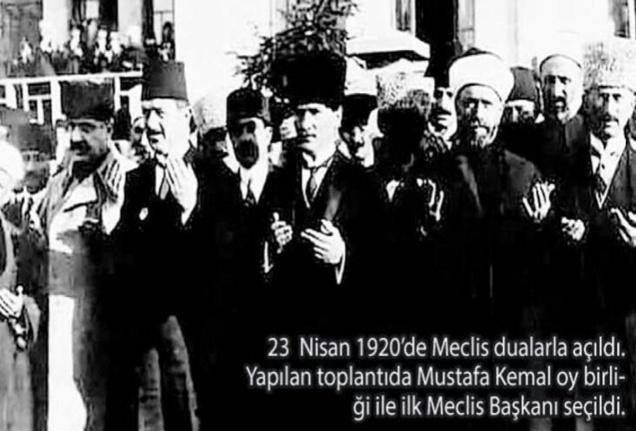 23 Nisan 1920’de Meclis dualarla açıldı.
Yapılan toplantıda Mustafa Kemal oy birli-
ği ile ilk Meclis Başkanı seçildi.